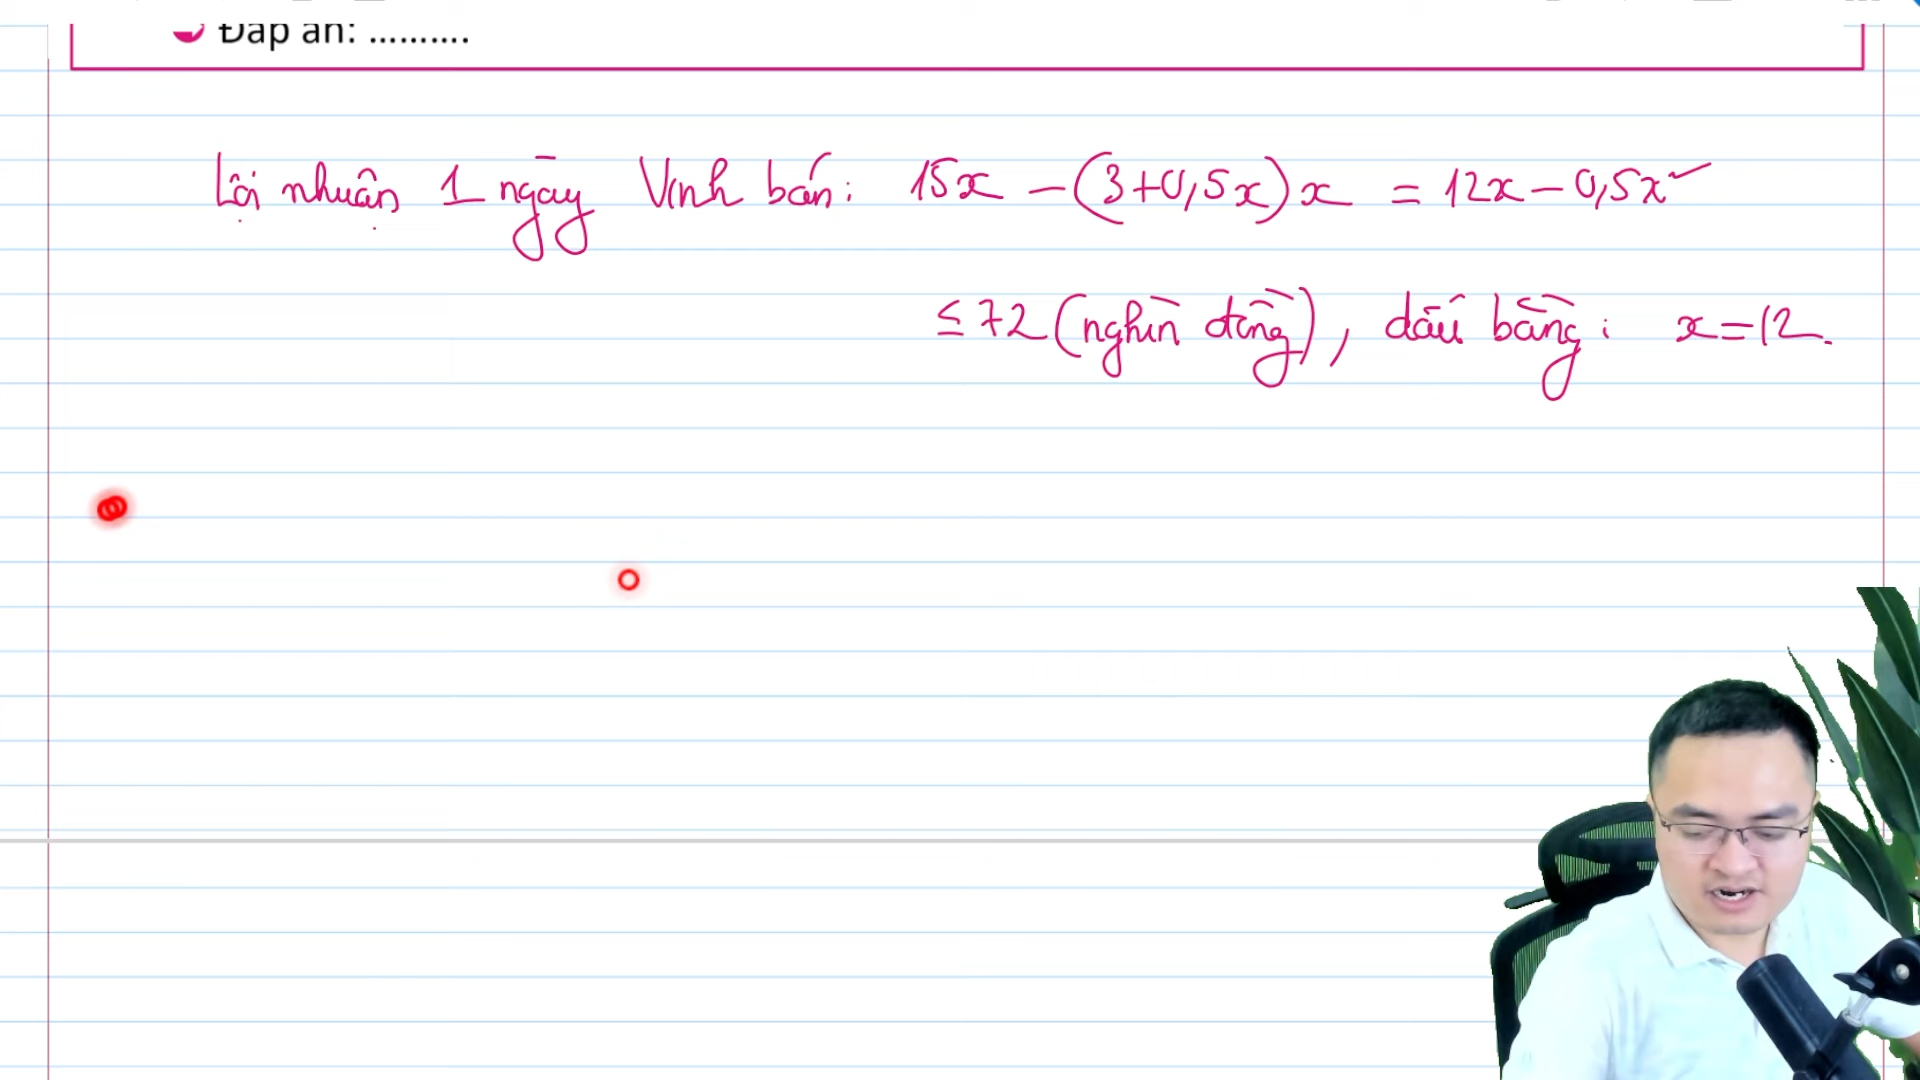 Đáp án: ..........
Lợi nhuận 1 ngày Vinh bán: 15x - (3+0,5x)x = 12x - 0,5x²
≤ 72 (nghìn đồng), dấu bằng: x = 12.